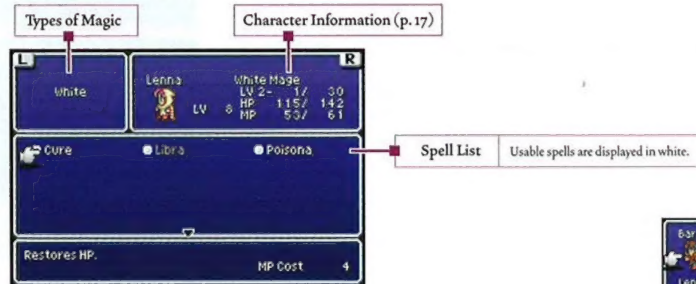 Types of Magic
Character Information (p. 17)
L
R
White
Lenna
White Mage
LV 2- 1/ 30
LV 8
HP 115/ 142
MP 53/ 61
Cure
Libra
Poisona
Spell List
Usable spells are displayed in white.
Restores HP.
MP Cost 4